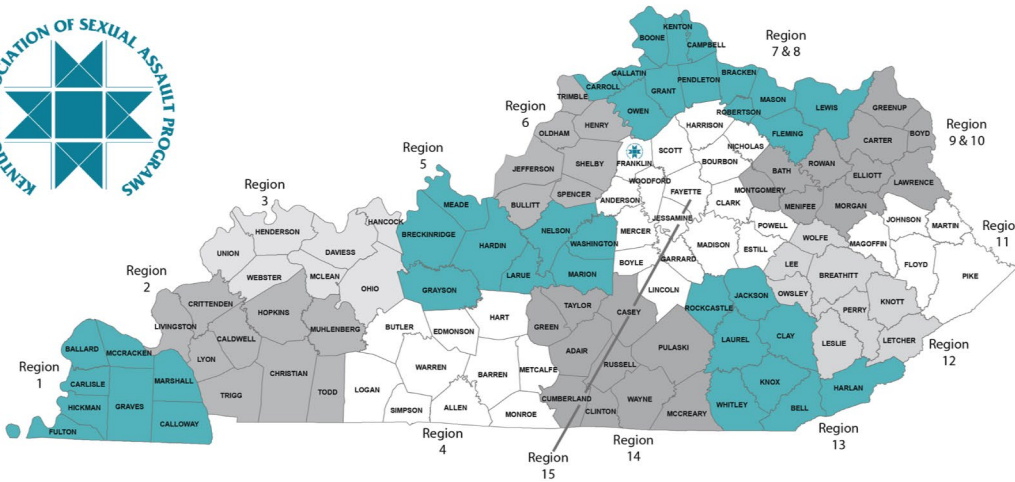 KENTUC
CIATION OF SEXUAL ASSAULT PROGRAMS
Region
7 & 8
KENTON
BOONE
CAMPBELL
GALLATIN
CARROLL
GRANT
PENDLETON
BRACKEN
OWEN
ROBERTSON
MASON
LEWIS
FLEMING
Region
9 & 10
GREENUP
CARTER
BOYD
ROWAN
ELLIOTT
LAWRENCE
BATH
MONTGOMERY
MENIFEE
MORGAN
Region
6
TRIMBLE
HENRY
OLDHAM
SHELBY
JEFFERSON
SPENCER
BULLITT
HARRISON
SCOTT
NICHOLAS
FRANKLIN
BOURBON
WOODFORD
FAYETTE
ANDERSON
CLARK
JESSAMINE
POWELL
MERCER
MADISON
ESTILL
BOYLE
GARRARD
LINCOLN
Region
5
MEADE
BRECKINRIDGE
HARDIN
NELSON
WASHINGTON
LARUE
MARION
GRAYSON
Region
3
HANCOCK
HENDERSON
UNION
DAVIESS
WEBSTER
MCLEAN
OHIO
Region
2
CRITTENDEN
HOPKINS
LIVINGSTON
MUHLENBERG
CALDWELL
LYON
CHRISTIAN
TRIGG
TODD
Region
1
BALLARD
MCCRACKEN
CARLISLE
MARSHALL
HICKMAN
GRAVES
CALLOWAY
FULTON
Region
4
BUTLER
EDMONSON
HART
WARREN
BARREN
METCALFE
LOGAN
SIMPSON
ALLEN
MONROE
Region
14
TAYLOR
CASEY
GREEN
ADAIR
PULASKI
RUSSELL
CUMBERLAND
WAYNE
CLINTON
MCCREARY
Region
15
Region
13
ROCKCASTLE
JACKSON
LAUREL
CLAY
KNOX
WHITLEY
BELL
HARLAN
Region
12
WOLFE
LEE
BREATHITT
OWSLEY
KNOTT
PERRY
LESLIE
LETCHER
Regio
11
JOHNSON
MARTIN
MAGOFFIN
FLOYD
PIKE